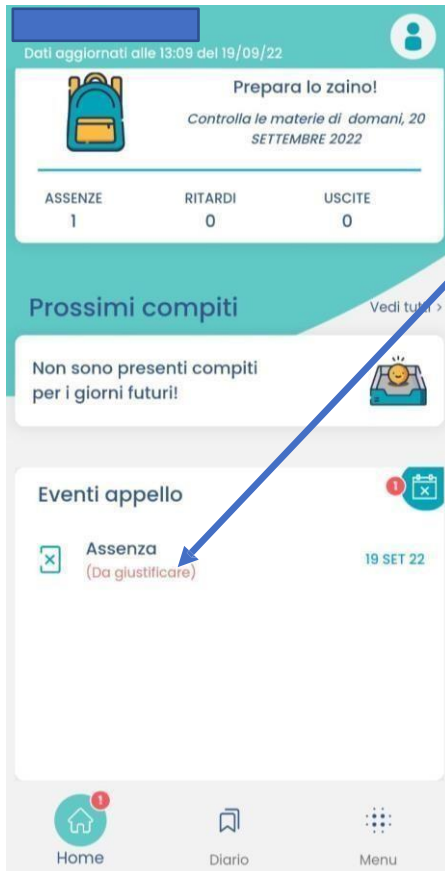 Dati aggiornati alle 13:09 del 19/09/22
Prepara lo zaino!
Controlla le materie di domani, 20
SETTEMBRE 2022
ASSENZE RITARDI USCITE
1 0 0
Prossimi compiti
Vedi tutti >
Non sono presenti compiti
per i giorni futuri!
Eventi appello
1
Assenza
(Da giustificare)
19 SET 22
1
Home Diario Menu